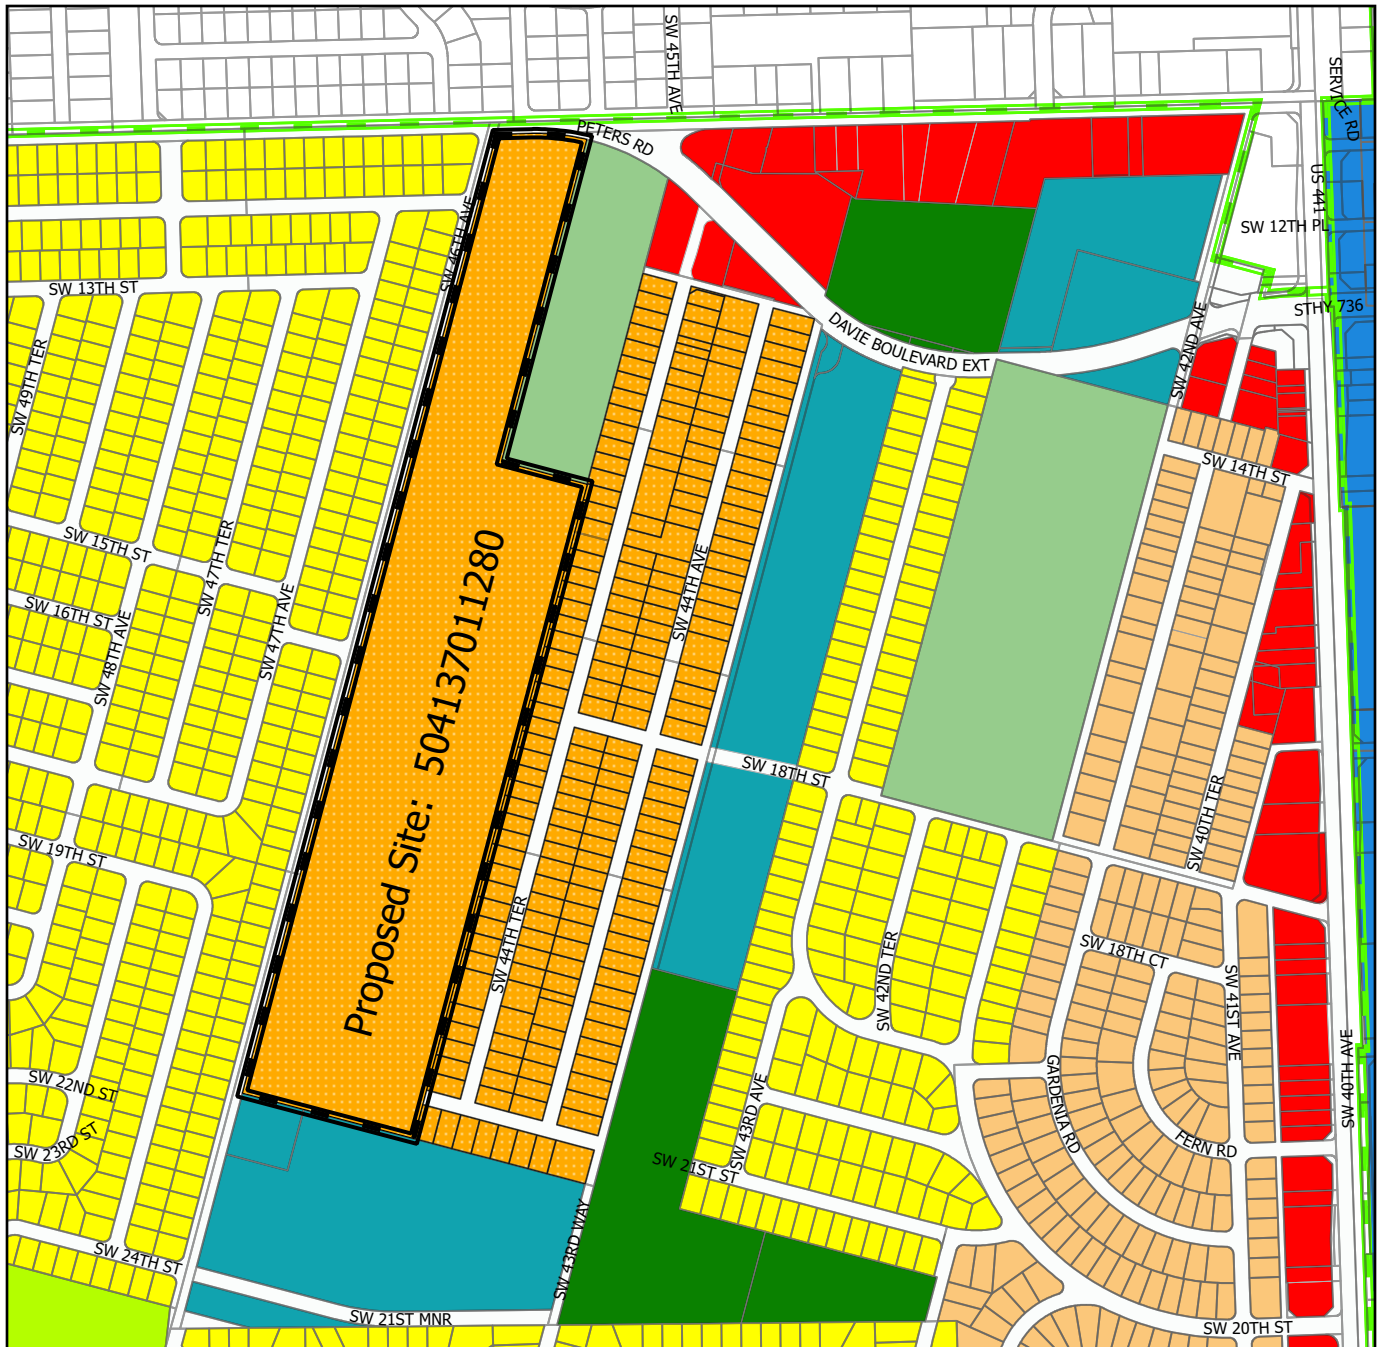 SW 45TH AVE
SERVICE RD
PETERS RD
US 441
SW 12TH PL
SW 46TH AVE
SW 13TH ST
STHY 736
DAVIE BOULEVARD EXT
SW 42ND AVE
SW 49TH TER
SW 14TH ST
SW 15TH ST
SW 47TH TER
SW 44TH AVE
Proposed Site: 504137011280
SW 16TH ST
SW 48TH AVE
SW 47TH AVE
SW 18TH ST
SW 40TH TER
SW 19TH ST
SW 44TH TER
SW 42ND TER
SW 18TH CT
SW 41ST AVE
SW 22ND ST
SW 43RD AVE
GARDENIA RD
SW 40TH AVE
SW 23RD ST
FERN RD
SW 21ST ST
SW 24TH ST
SW 43RD WAY
SW 21ST MNR
SW 20TH ST